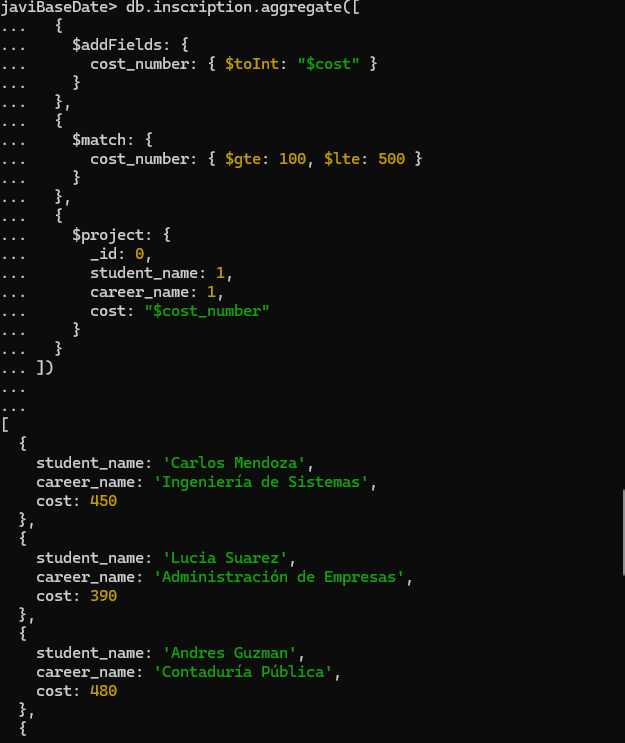 javiBaseDate> db.inscription.aggregate([
...   {
...     $addFields: {
...       cost_number: { $toInt: "$cost" }
...     }
...   },
...   {
...     $match: {
...       cost_number: { $gte: 100, $lte: 500 }
...     }
...   },
...   {
...     $project: {
...       _id: 0,
...       student_name: 1,
...       career_name: 1,
...       cost: "$cost_number"
...     }
...   }
... ])
...
...
[
  {
    student_name: 'Carlos Mendoza',
    career_name: 'Ingeniería de Sistemas',
    cost: 450
  },
  {
    student_name: 'Lucia Suarez',
    career_name: 'Administración de Empresas',
    cost: 390
  },
  {
    student_name: 'Andres Guzman',
    career_name: 'Contaduría Pública',
    cost: 480
  },
  {